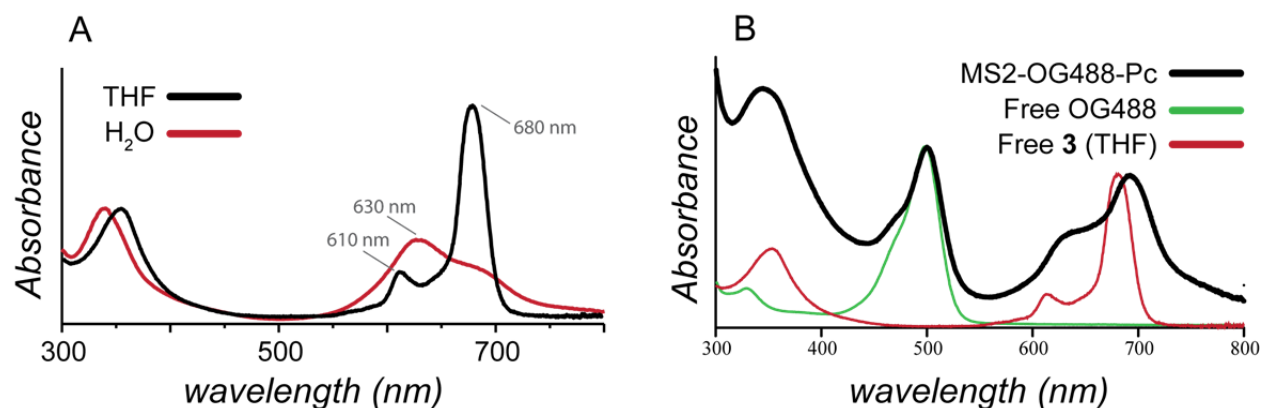 A
THF
H₂O
680 nm
630 nm
610 nm
Absorbance
300
500
700
wavelength (nm)
B
MS2-OG488-Pc
Free OG488
Free 3 (THF)
Absorbance
300
400
500
600
700
800
wavelength (nm)